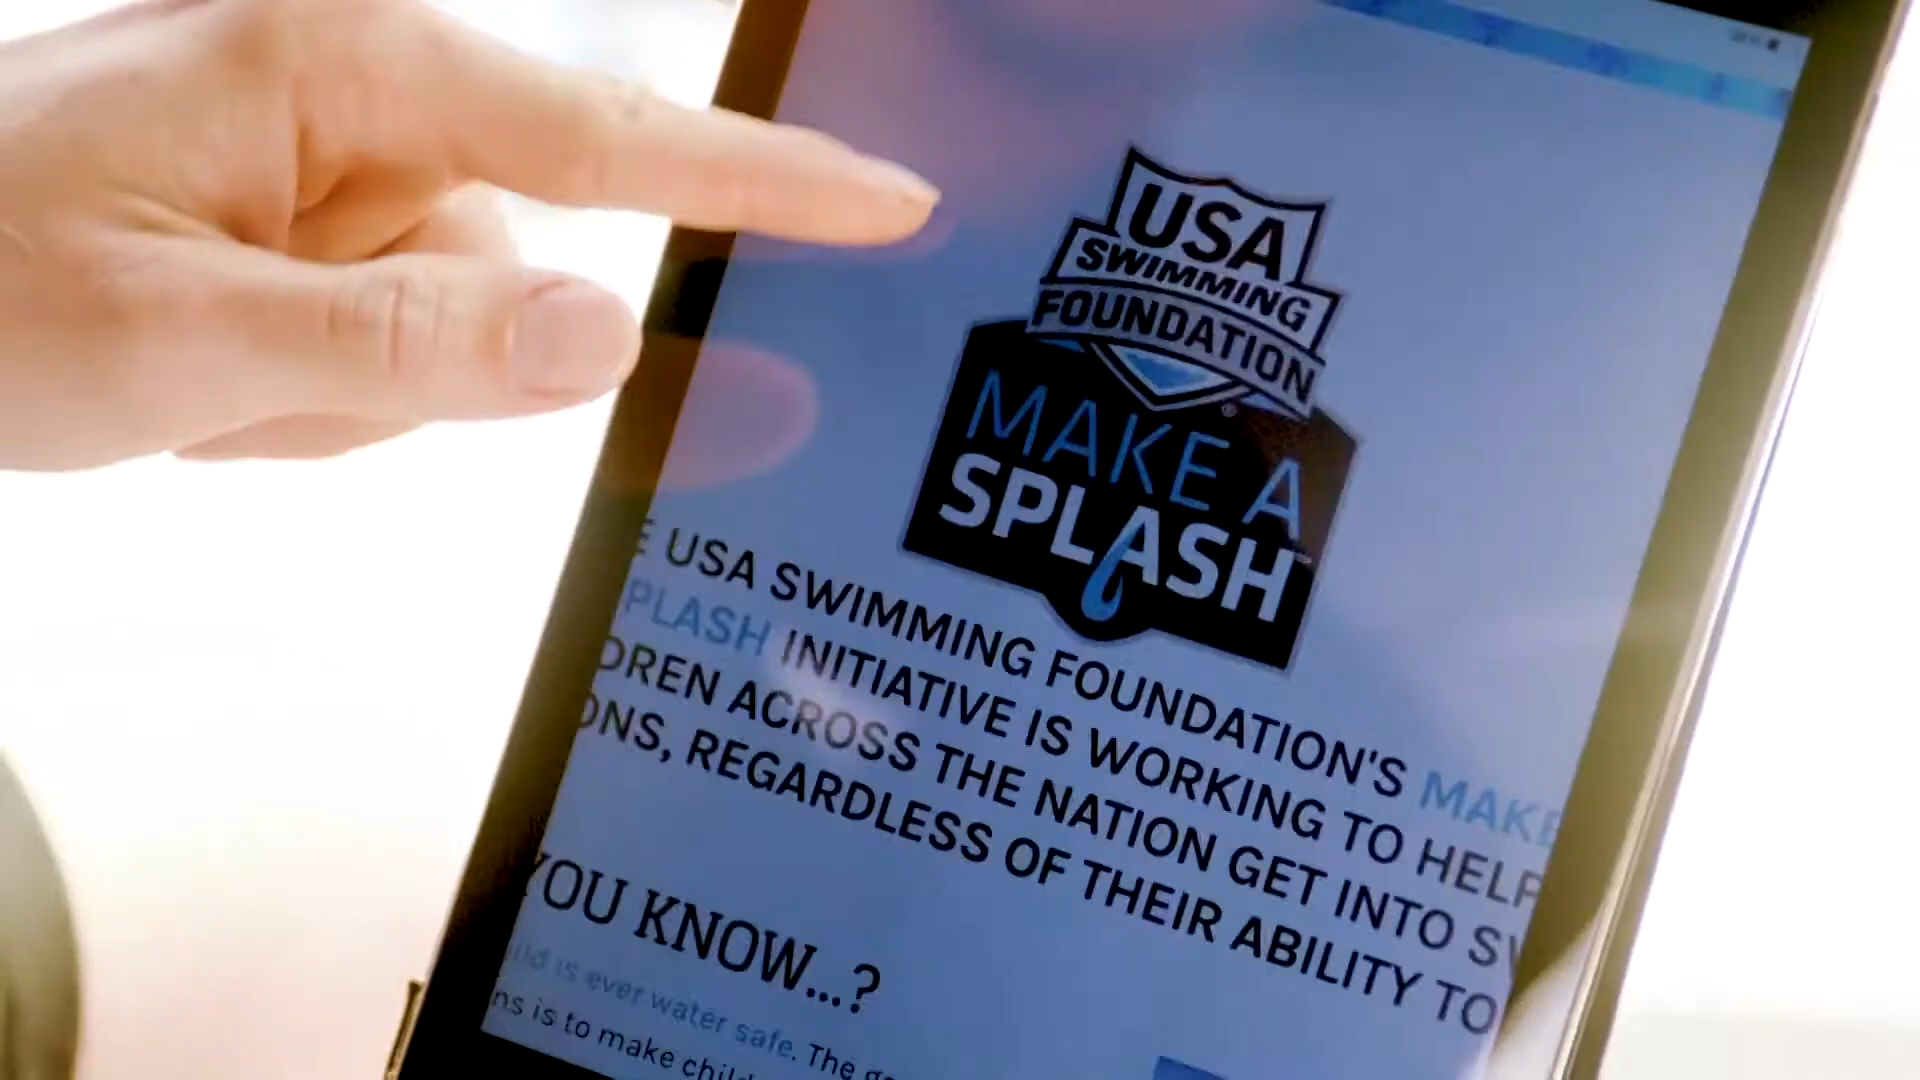 USA
SWIMMING
FOUNDATION
MAKE A
SPLASH
USA SWIMMING FOUNDATION'S MAKE
PLASH INITIATIVE IS WORKING TO HELP
DREN ACROSS THE NATION GET INTO S
ONS, REGARDLESS OF THEIR ABILITY TO
YOU KNOW...?
ild is ever water safe. The g
ns is to make child